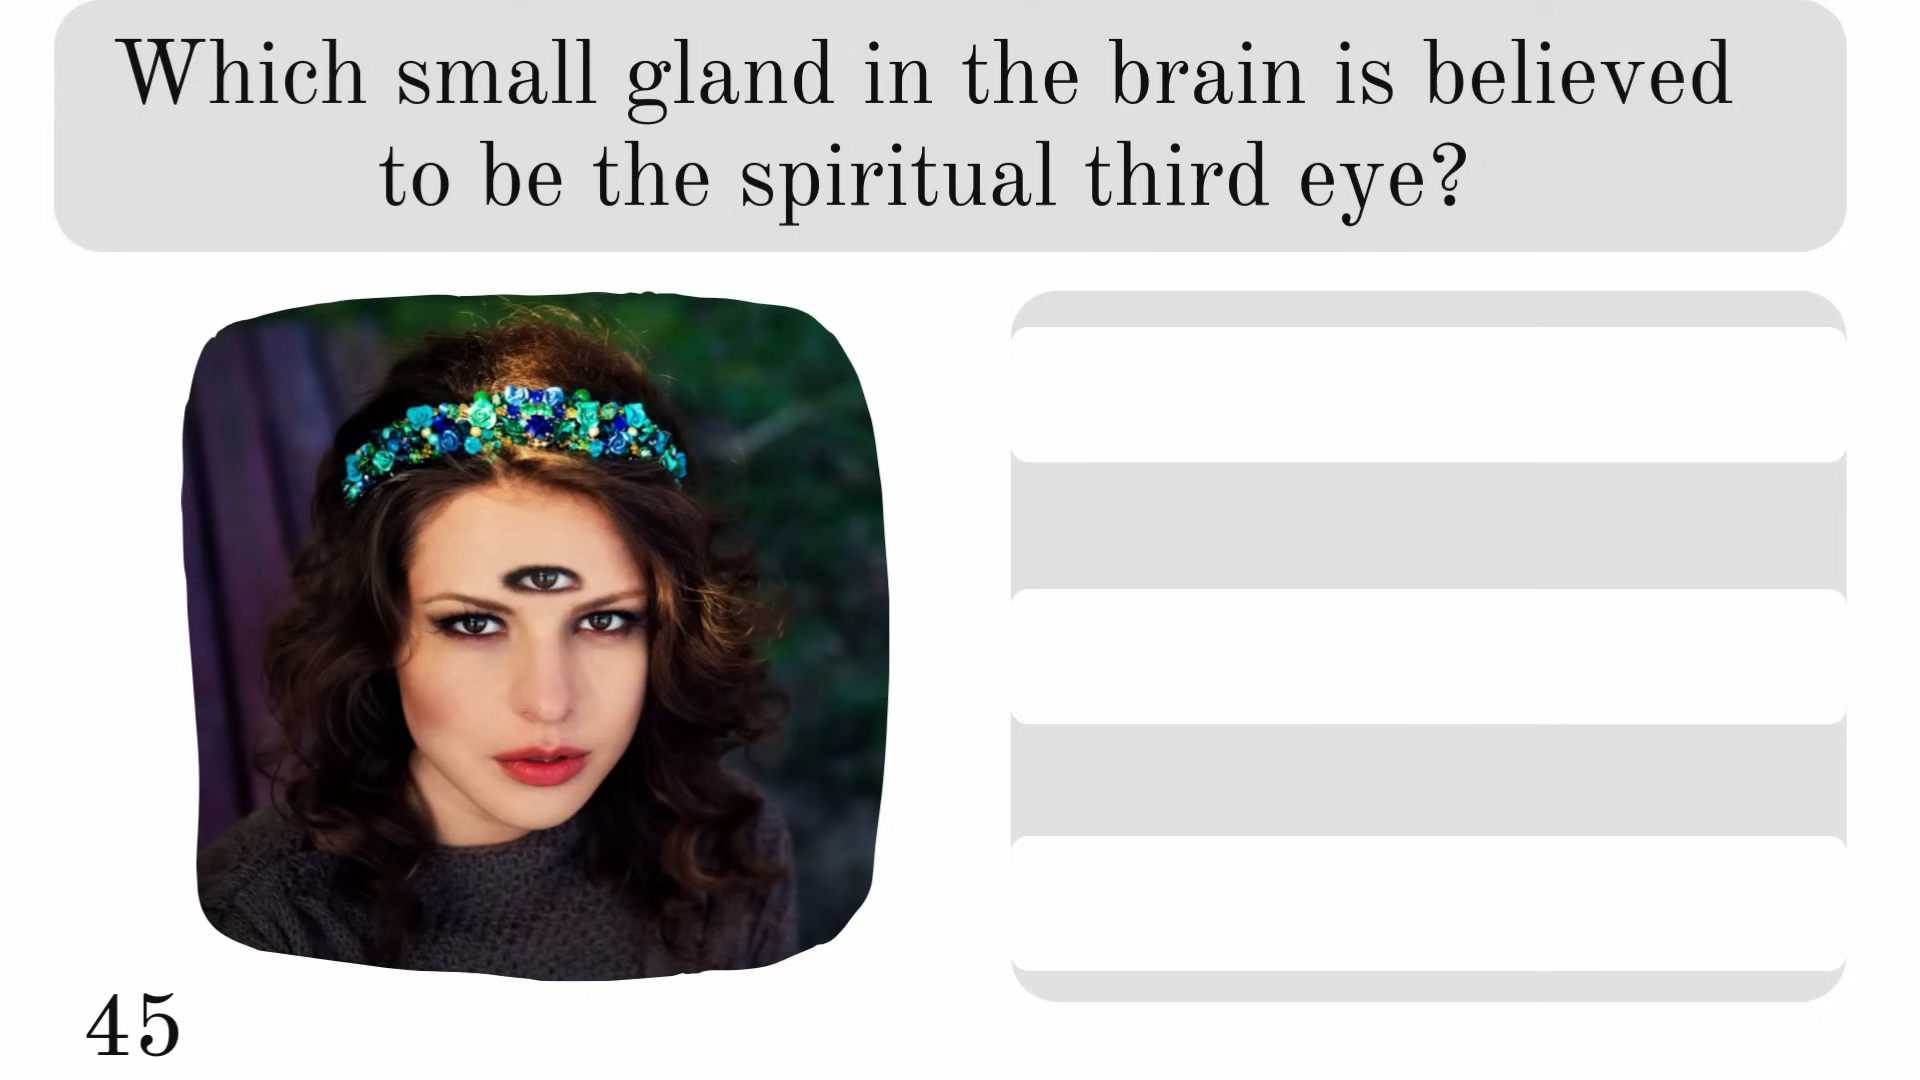 Which small gland in the brain is believed
to be the spiritual third eye?
45